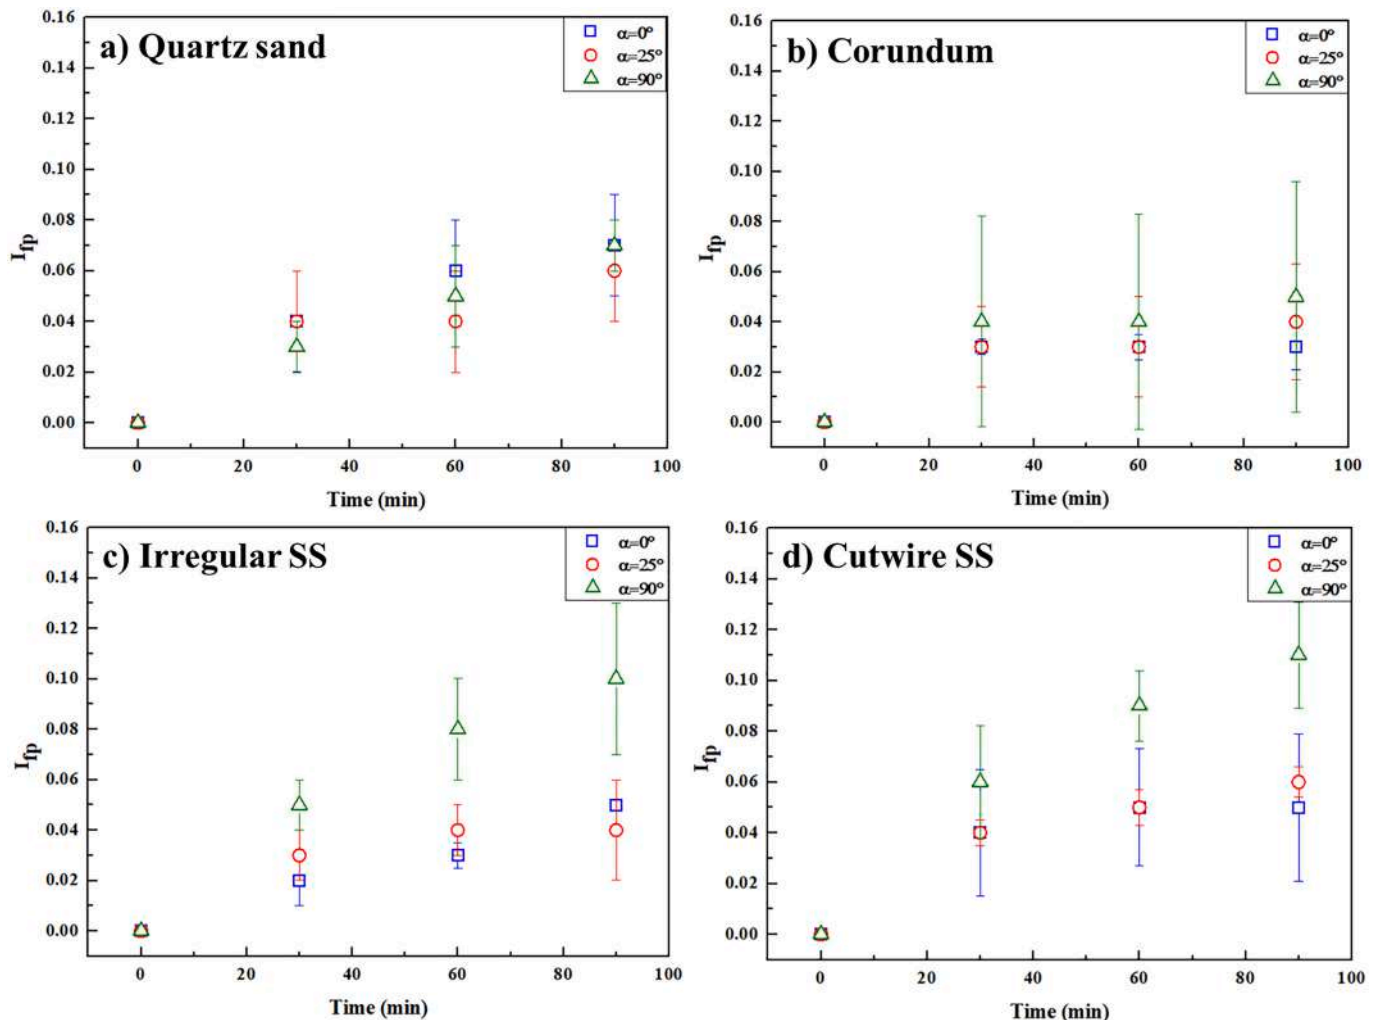 a) Quartz sand
α=0°
α=25°
α=90°
0.16
0.14
0.12
0.10
0.08
0.06
0.04
0.02
0.00
I_fp
0
20
40
60
80
100
Time (min)
b) Corundum
α=0°
α=25°
α=90°
0.16
0.14
0.12
0.10
0.08
0.06
0.04
0.02
0.00
I_fp
0
20
40
60
80
100
Time (min)
c) Irregular SS
α=0°
α=25°
α=90°
0.16
0.14
0.12
0.10
0.08
0.06
0.04
0.02
0.00
I_fp
0
20
40
60
80
100
Time (min)
d) Cutwire SS
α=0°
α=25°
α=90°
0.16
0.14
0.12
0.10
0.08
0.06
0.04
0.02
0.00
I_fp
0
20
40
60
80
100
Time (min)